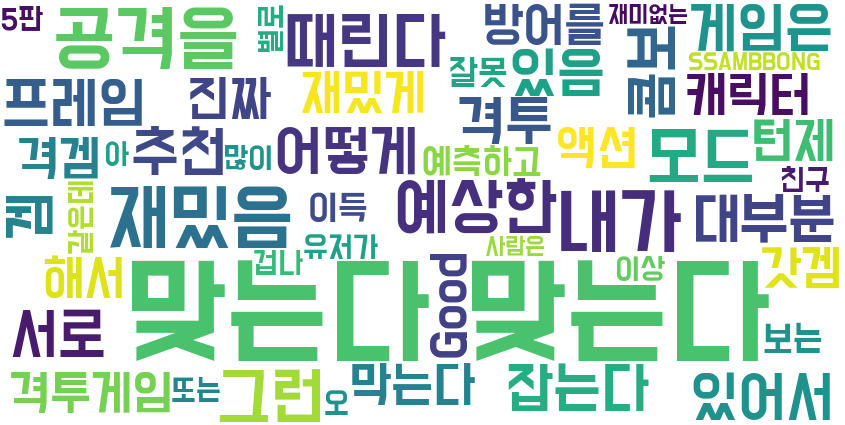 5판
공격을
별로
때린다
방어를
재미없는
게임은
SSAMBBONG
프레임
진짜
재밌게
잘못
있음
콤보
캐릭터
격투
격겜
아
추천
많이
어떻게
예측하고
액션
모드
턴제
친구
겜
같은데
재밌음
이득
예상한
내가
대부분
유저가
사람은
해서
겁나
Good
이상
갓겜
맞는다 맞는다
서로
보는
격투게임
또는
그런
오
막는다
잡는다
있어서